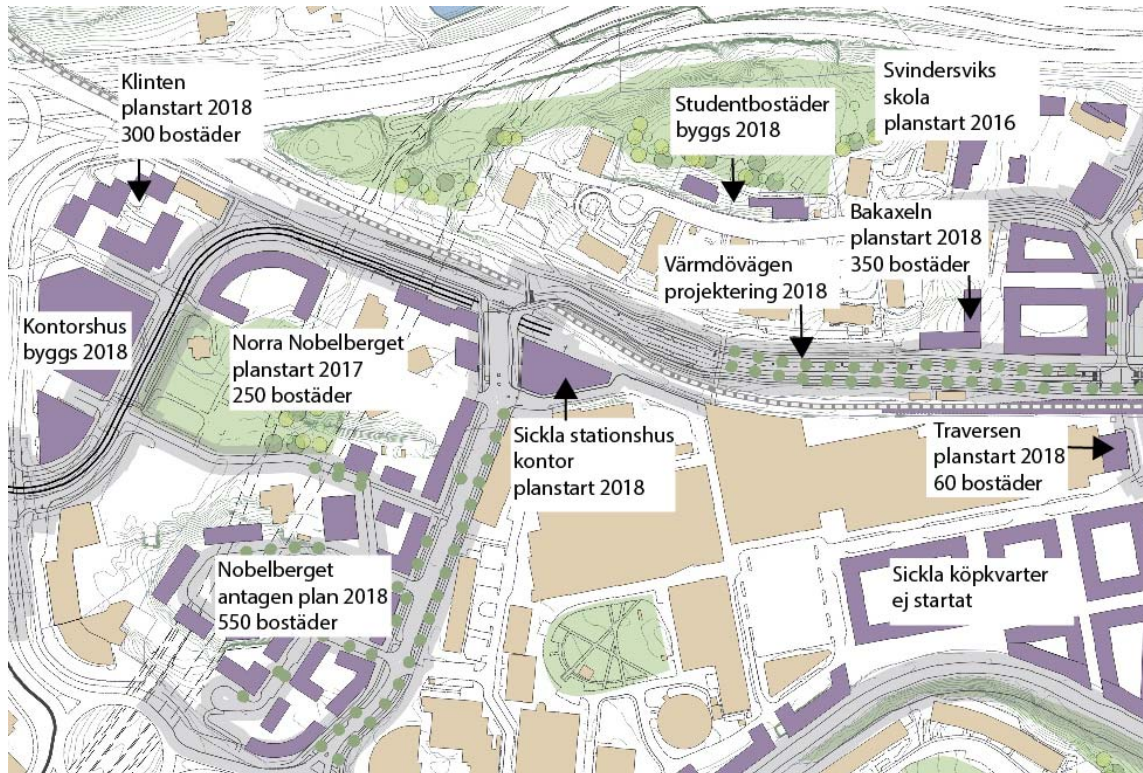 Klinten
planstart 2018
300 bostäder
Studentbostäder
byggs 2018
Svindersviks
skola
planstart 2016
Bakaxeln
planstart 2018
350 bostäder
Värmdövägen
projektering 2018
Kontorshus
byggs 2018
Norra Nobelberget
planstart 2017
250 bostäder
Sickla stationshus
kontor
planstart 2018
Traversen
planstart 2018
60 bostäder
Sickla köpkvarter
ej startat
Nobelberget
antagen plan 2018
550 bostäder